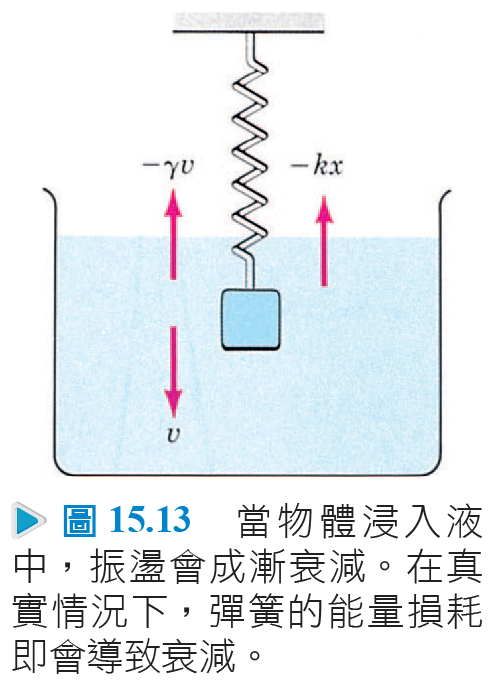 −γv −kx
v
圖 15.13 當物體浸入液
中，振盪會成漸衰減。在真
實情況下，彈簧的能量損耗
即會導致衰減。